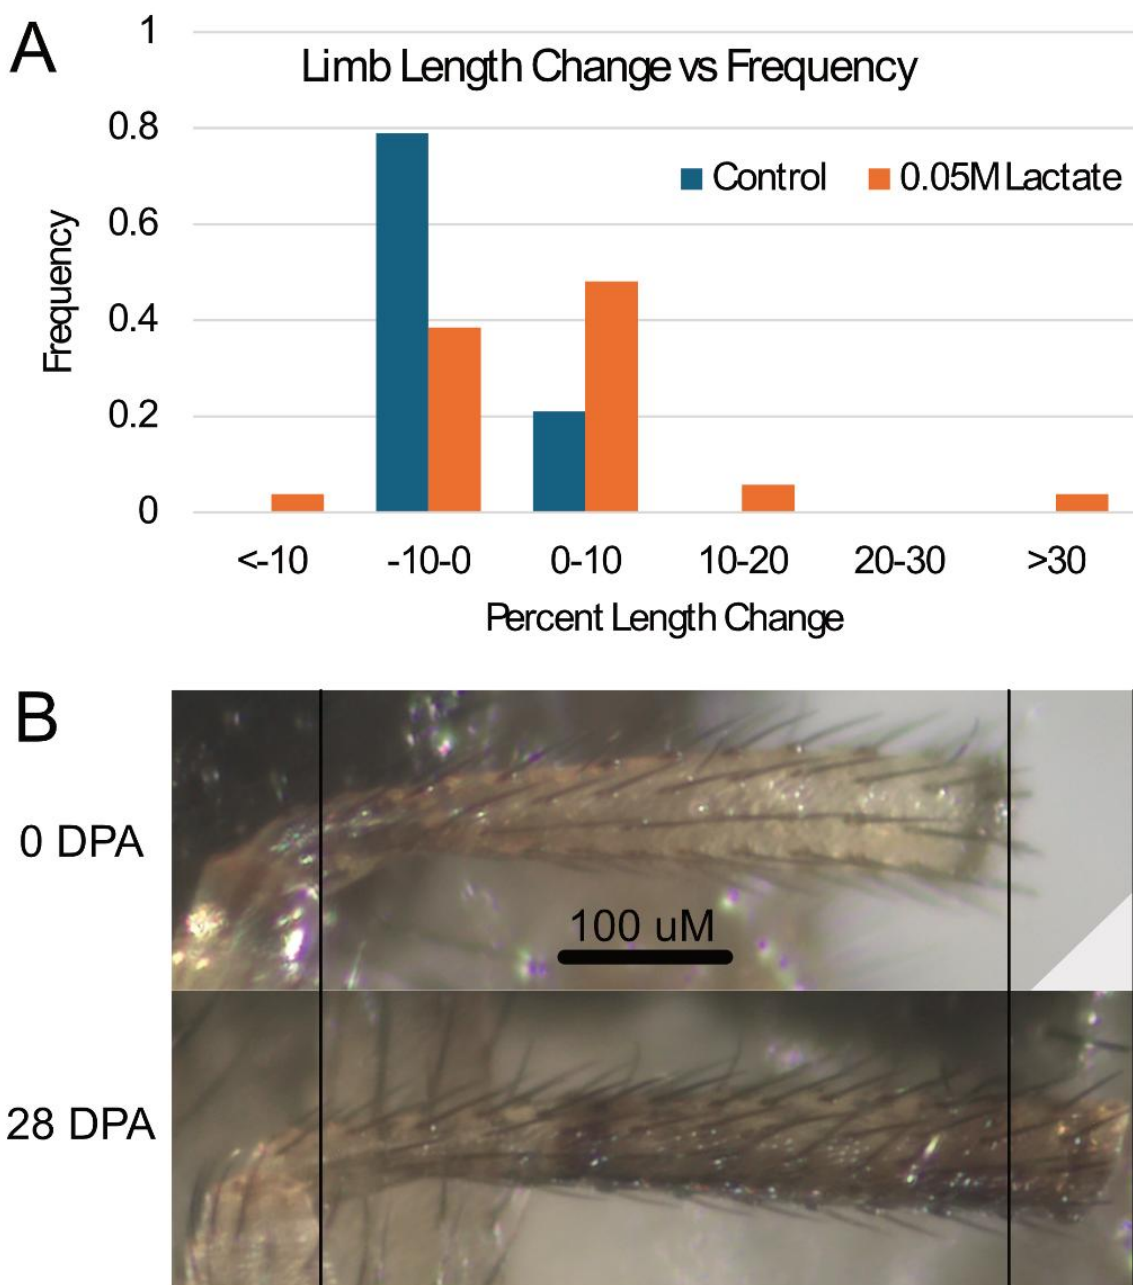 A
Limb Length Change vs Frequency
Control
0.05M Lactate
Frequency
1
0.8
0.6
0.4
0.2
0
<-10
-10-0
0-10
10-20
20-30
>30
Percent Length Change
B
0 DPA
100 uM
28 DPA